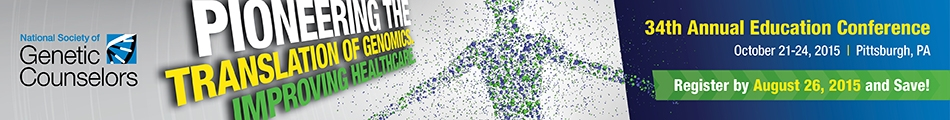 National Society of
Genetic
Counselors
PIONEERING THE
TRANSLATION OF GENOMICS
IMPROVING HEALTHCARE
34th Annual Education Conference
October 21-24, 2015 | Pittsburgh, PA
Register by August 26, 2015 and Save!